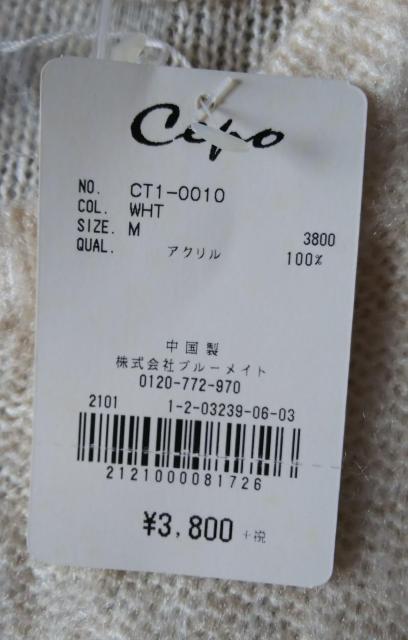 Cepo
NO. CT1-0010
COL. WHT
SIZE. M
3800
QUAL. アクリル 100%
中国製
株式会社ブルーメイト
0120-772-970
2101 1-2-03239-06-03
2121000081726
¥3,800 +税